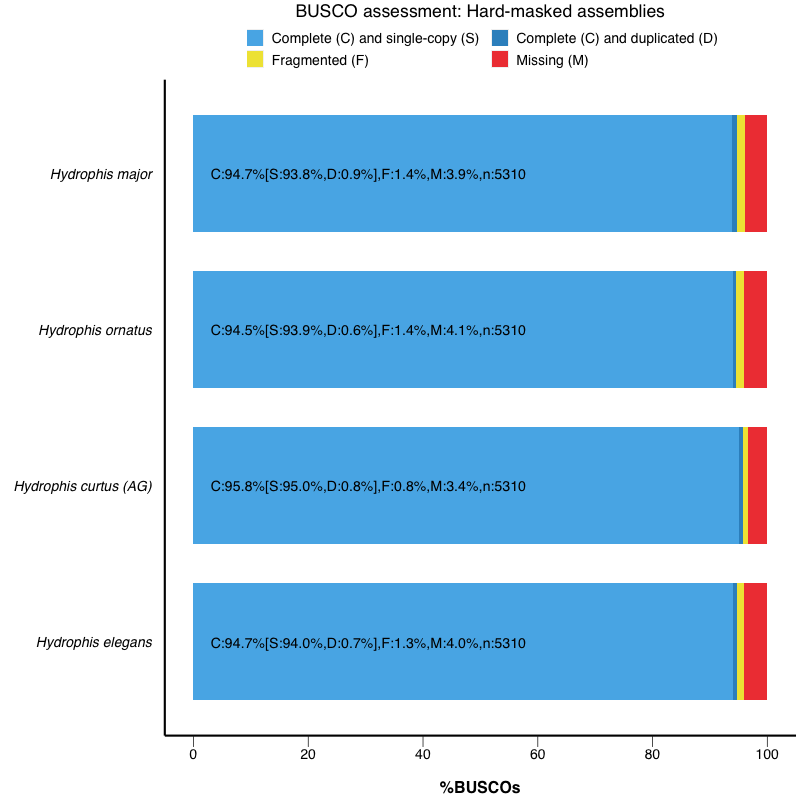 BUSCO assessment: Hard-masked assemblies
Complete (C) and single-copy (S) Complete (C) and duplicated (D)
Fragmented (F) Missing (M)
Hydrophis major C:94.7%[S:93.8%,D:0.9%],F:1.4%,M:3.9%,n:5310
Hydrophis ornatus C:94.5%[S:93.9%,D:0.6%],F:1.4%,M:4.1%,n:5310
Hydrophis curtus (AG) C:95.8%[S:95.0%,D:0.8%],F:0.8%,M:3.4%,n:5310
Hydrophis elegans C:94.7%[S:94.0%,D:0.7%],F:1.3%,M:4.0%,n:5310
0 20 40 60 80 100
%BUSCOs